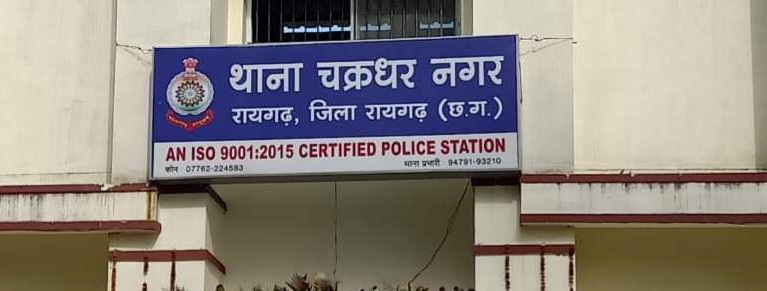 थाना चक्रधर नगर
रायगढ़, जिला रायगढ़ (छ.ग.)
AN ISO 9001:2015 CERTIFIED POLICE STATION
फोन 07762-224583 थाना प्रभारी 94791-93210